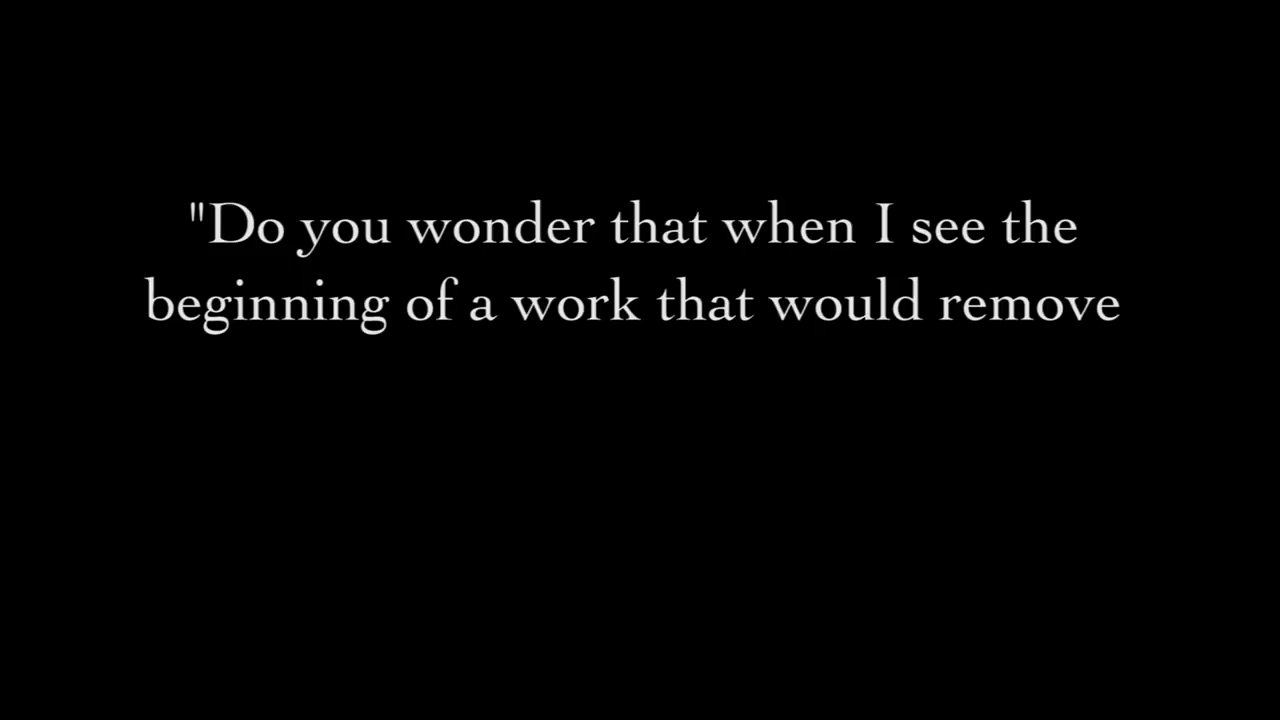 "Do you wonder that when I see the
beginning of a work that would remove